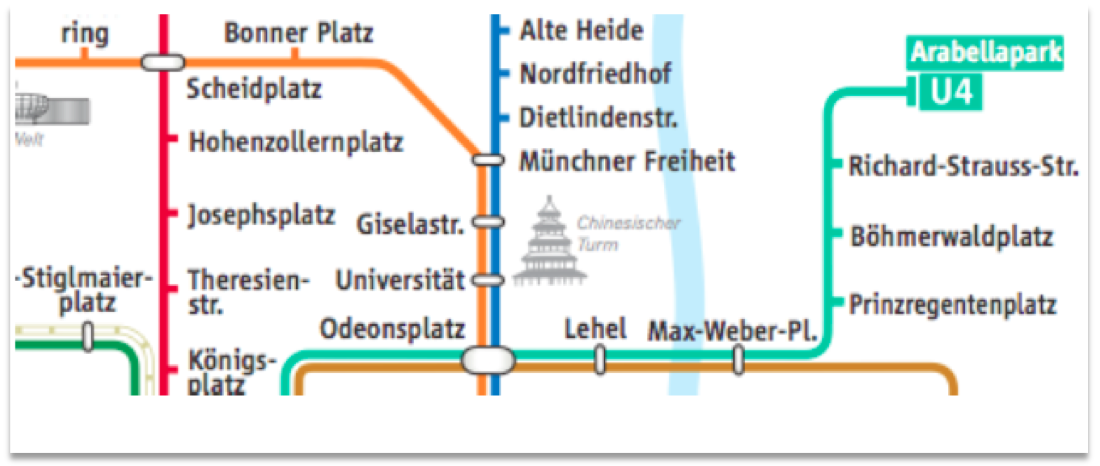 ring
Bonner Platz
Alte Heide
Arabellapark
U4
Nordfriedhof
Scheidplatz
Welt
Dietlindenstr.
Hohenzollernplatz
Münchner Freiheit
Richard-Strauss-Str.
Josephsplatz
Giselastr.
Chinesischer
Turm
Böhmerwaldplatz
-Stiglmaier-
platz
Theresien-
str.
Universität
Prinzregentenplatz
Odeonsplatz
Lehel
Max-Weber-Pl.
Königs-
platz